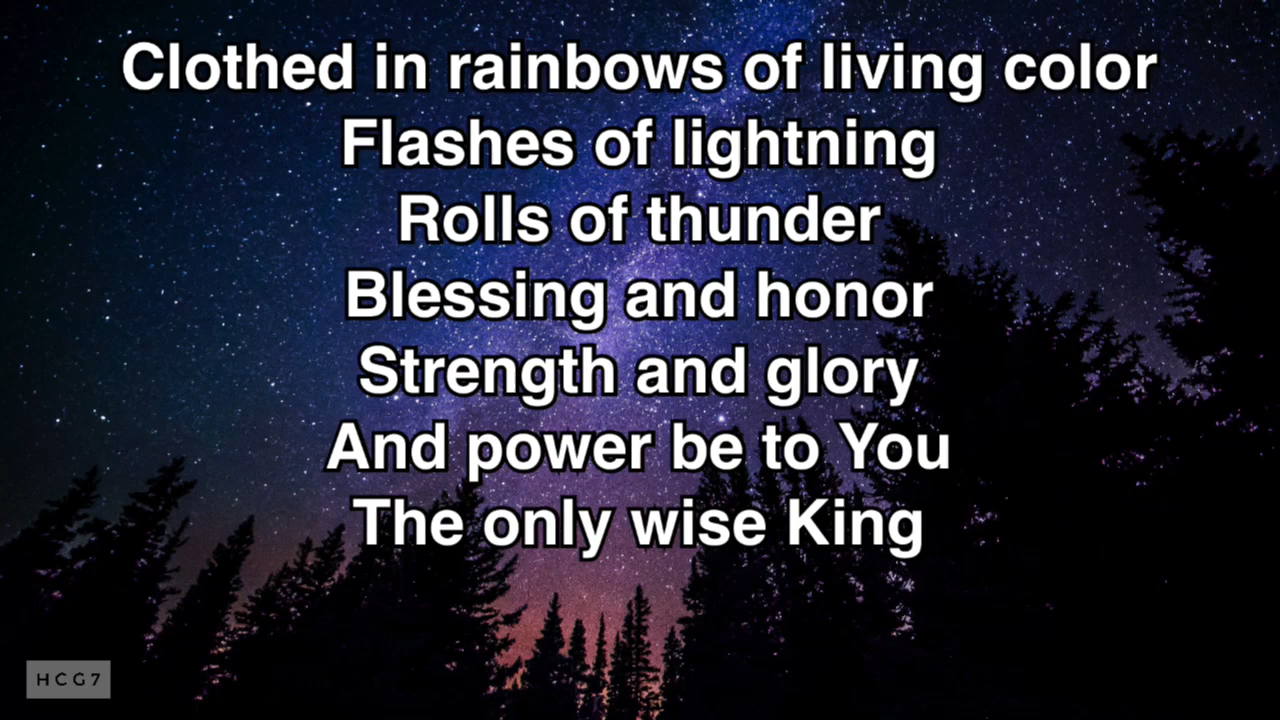 Clothed in rainbows of living color
Flashes of lightning
Rolls of thunder
Blessing and honor
Strength and glory
And power be to You
The only wise King
HCG7